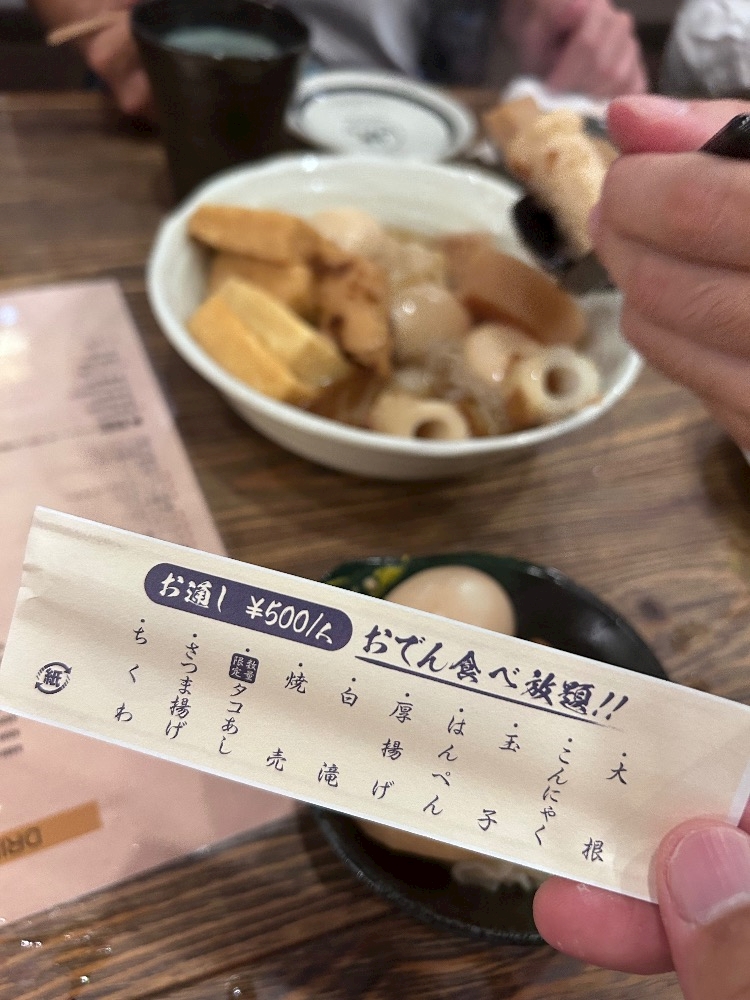 お通し ¥500/人
おでん食べ放題!!
・大根
・こんにゃく
・玉子
・はんぺん
・厚揚げ
・白滝
・焼売
・数量限定タコあし
・さつま揚げ
・ちくわ
紙
DRI